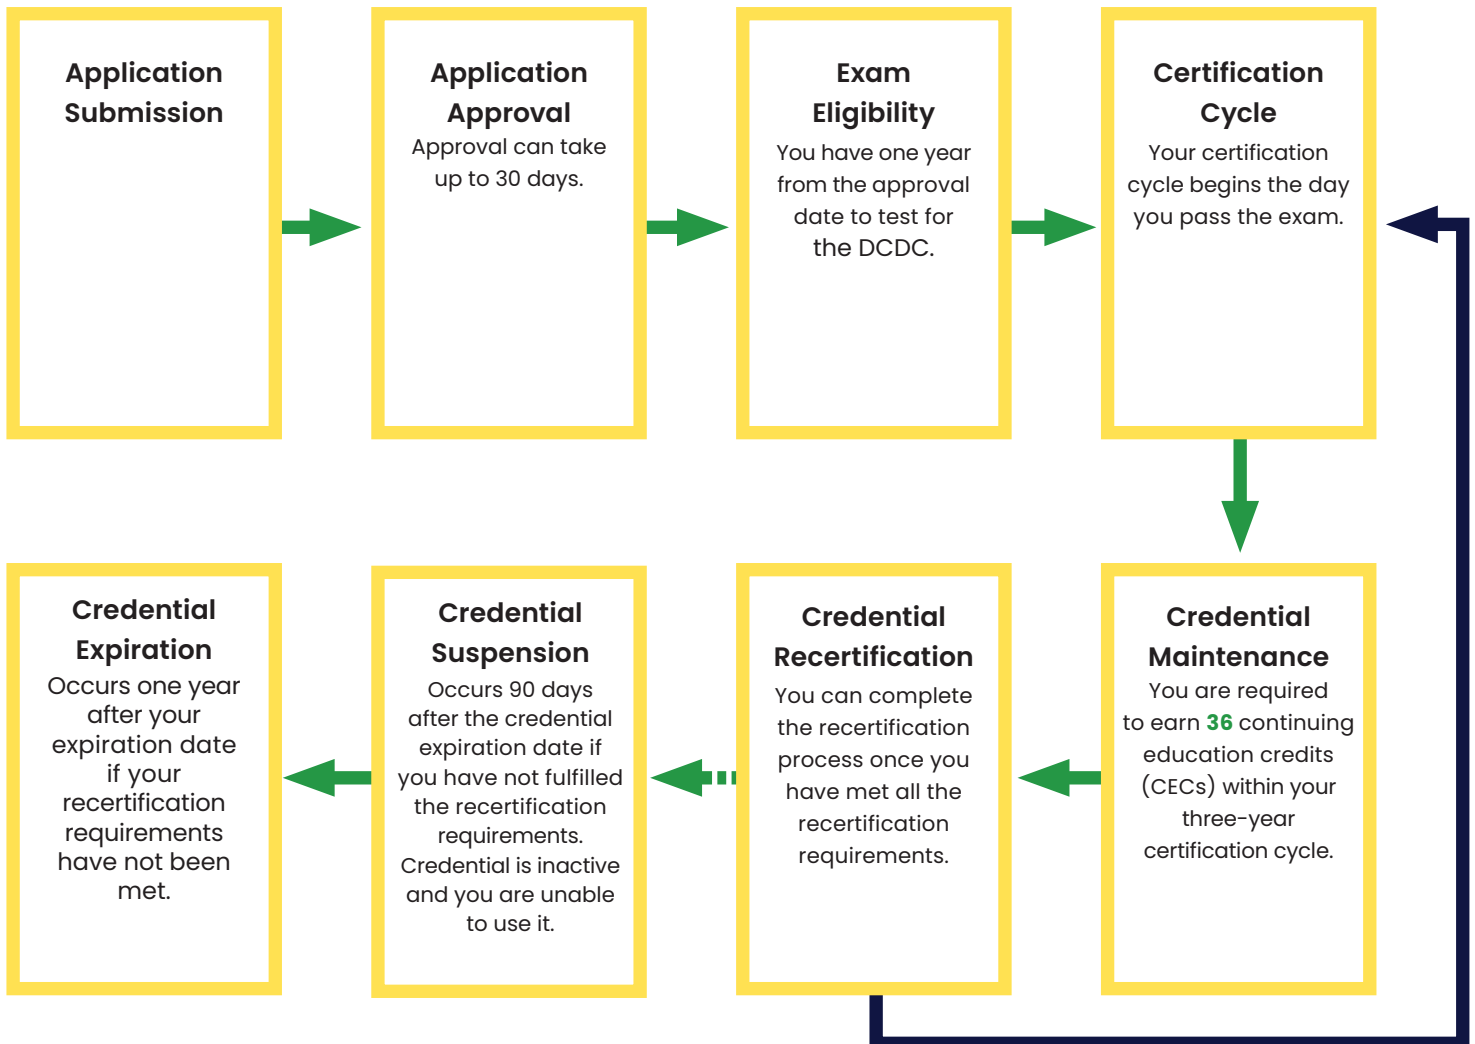 Application
Submission
Application
Approval
Approval can take
up to 30 days.
Exam
Eligibility
You have one year
from the approval
date to test for
the DCDC.
Certification
Cycle
Your certification
cycle begins the day
you pass the exam.
Credential
Expiration
Occurs one year
after your
expiration date
if your
recertification
requirements
have not been
met.
Credential
Suspension
Occurs 90 days
after the credential
expiration date if
you have not fulfilled
the recertification
requirements.
Credential is inactive
and you are unable
to use it.
Credential
Recertification
You can complete
the recertification
process once you
have met all the
recertification
requirements.
Credential
Maintenance
You are required
to earn 36 continuing
education credits
(CECs) within your
three-year
certification cycle.